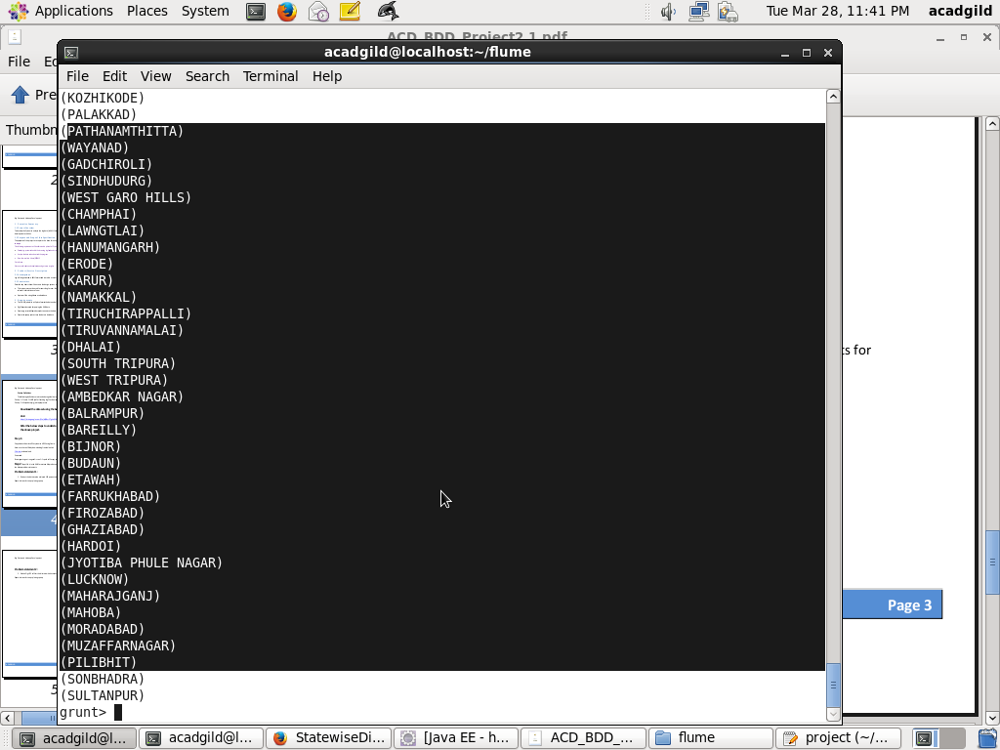 Applications Places System Tue Mar 28, 11:41 PM acadgild
ACD_BDD_Project2.1.pdf
acadgild@localhost:~/flume
File
File Edit View Search Terminal Help
(KOZHIKODE)
(PALAKKAD)
(PATHANAMTHITTA)
(WAYANAD)
(GADCHIROLI)
(SINDHUDURG)
(WEST GARO HILLS)
(CHAMPHAI)
(LAWNGTLAI)
(HANUMANGARH)
(ERODE)
(KARUR)
(NAMAKKAL)
(TIRUCHIRAPPALLI)
(TIRUVANNAMALAI)
(DHALAI)
(SOUTH TRIPURA)
(WEST TRIPURA)
(AMBEDKAR NAGAR)
(BALRAMPUR)
(BAREILLY)
(BIJNOR)
(BUDAUN)
(ETAWAH)
(FARRUKHABAD)
(FIROZABAD)
(GHAZIABAD)
(HARDOI)
(JYOTIBA PHULE NAGAR)
(LUCKNOW)
(MAHARAJGANJ)
(MAHOBA)
(MORADABAD)
(MUZAFFARNAGAR)
(PILIBHIT)
(SONBHADRA)
(SULTANPUR)
grunt>
Pre
Thumbn
2
3
4
5
ts for
Page 3
acadgild@l... acadgild@l... StatewiseDi... [Java EE - h... ACD_BDD_... flume project (~/...